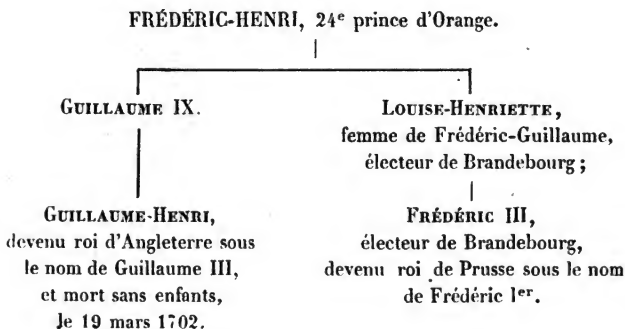 FRÉDÉRIC-HENRI, 24e prince d'Orange.
GUILLAUME IX.
GUILLAUME-HENRI,
devenu roi d'Angleterre sous
le nom de Guillaume III,
et mort sans enfants,
le 19 mars 1702.
LOUISE-HENRIETTE,
femme de Frédéric-Guillaume,
électeur de Brandebourg ;
FRÉDÉRIC III,
électeur de Brandebourg,
devenu roi de Prusse sous le nom
de Frédéric Ier.